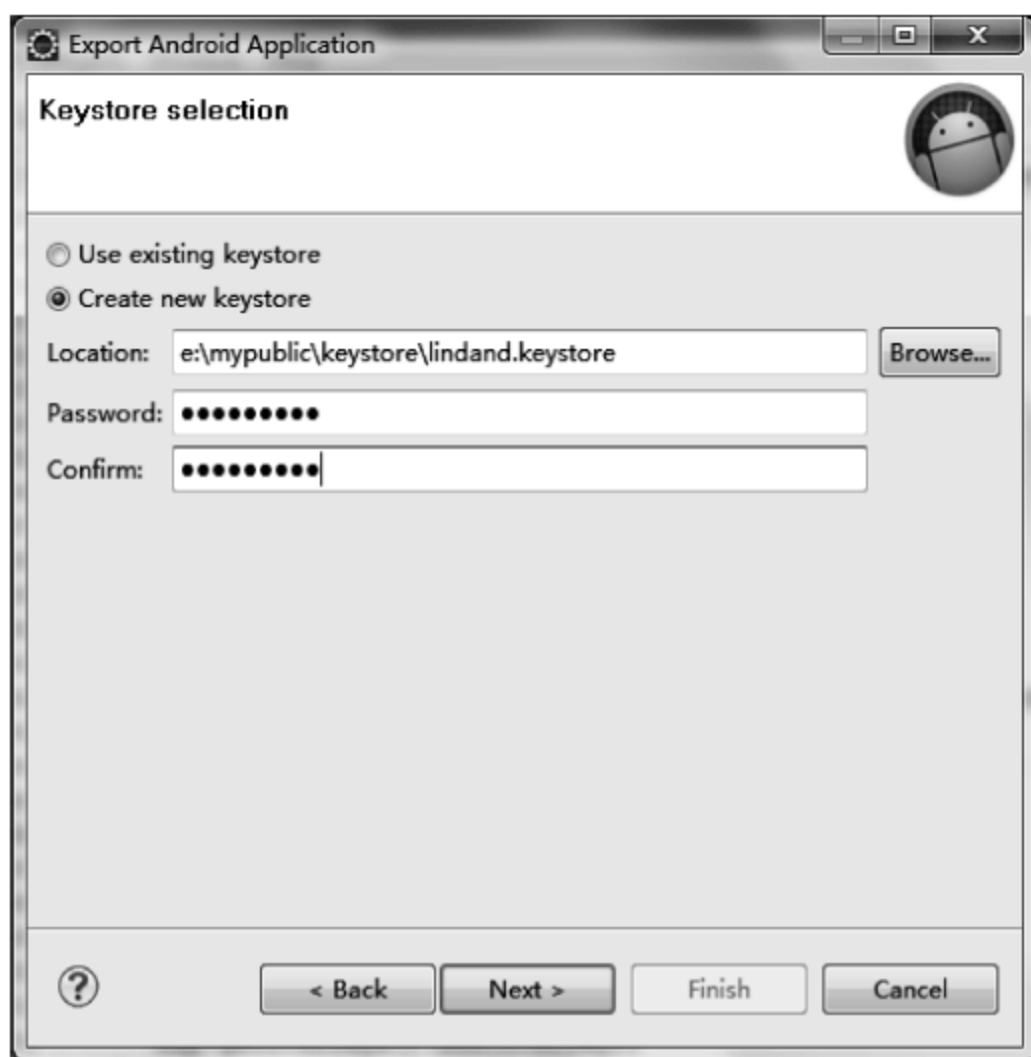 Export Android Application
Keystore selection
Use existing keystore
Create new keystore
Location: e:\mypublic\keystore\lindand.keystore Browse...
Password: •••••••••
Confirm: •••••••••
? < Back Next > Finish Cancel